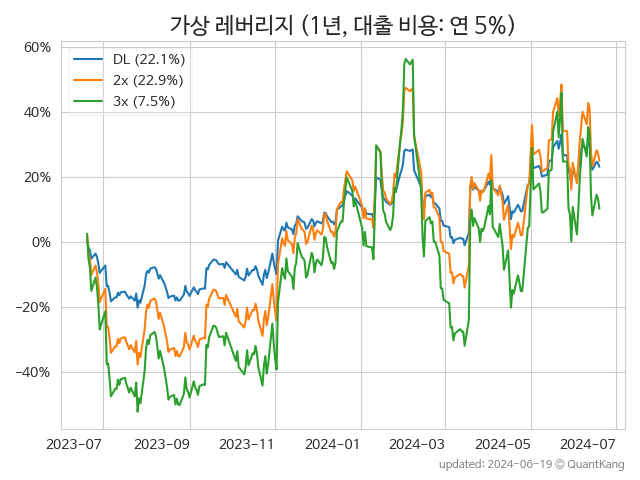 가상 레버리지 (1년, 대출 비용: 연 5%)
60%
40%
20%
0%
−20%
−40%
DL (22.1%)
2x (22.9%)
3x (7.5%)
2023-07
2023-09
2023-11
2024-01
2024-03
2024-05
2024-07
updated: 2024-06-19 © QuantKang